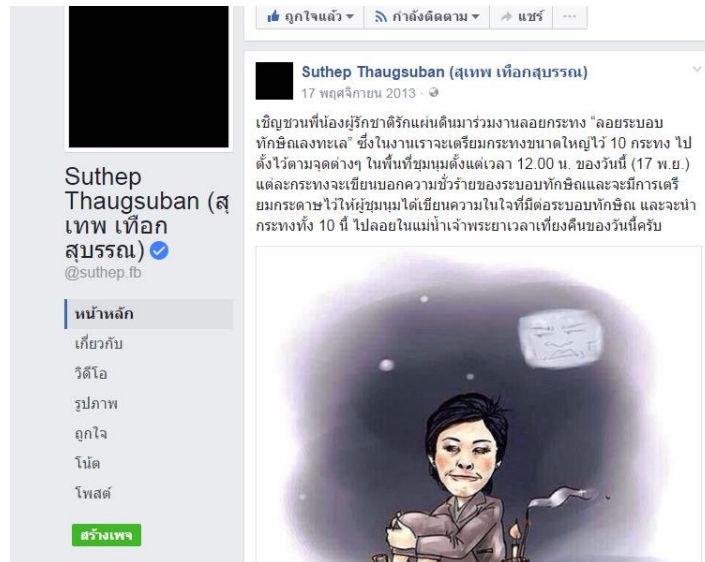 ถูกใจแล้ว
กำลังติดตาม
แชร์
Suthep Thaugsuban (สุเทพ เทือกสุบรรณ)
17 พฤศจิกายน 2013
เชิญชวนพี่น้องผู้รักชาติรักแผ่นดินมาร่วมงานลอยกระทง “ลอยระบอบ
ทักษิณลงทะเล” ซึ่งในงานเราจะเตรียมกระทงขนาดใหญ่ไว้ 10 กระทง ไป
ตั้งไว้ตามจุดต่างๆ ในพื้นที่ชุมนุมตั้งแต่เวลา 12.00 น. ของวันนี้ (17 พ.ย.)
แต่ละกระทงจะเขียนบอกความชั่วร้ายของระบอบทักษิณและจะมีการเตรี
ยมกระดาษไว้ให้ผู้ชุมนุมได้เขียนความในใจที่มีต่อระบอบทักษิณ และจะนำ
กระทงทั้ง 10 นี้ ไปลอยในแม่น้ำเจ้าพระยาเวลาเที่ยงคืนของวันนี้ครับ
Suthep
Thaugsuban (สุ
เทพ เทือก
สุบรรณ)
@suthep.fb
หน้าหลัก
เกี่ยวกับ
วิดีโอ
รูปภาพ
ถูกใจ
โน้ต
โพสต์
สร้างเพจ